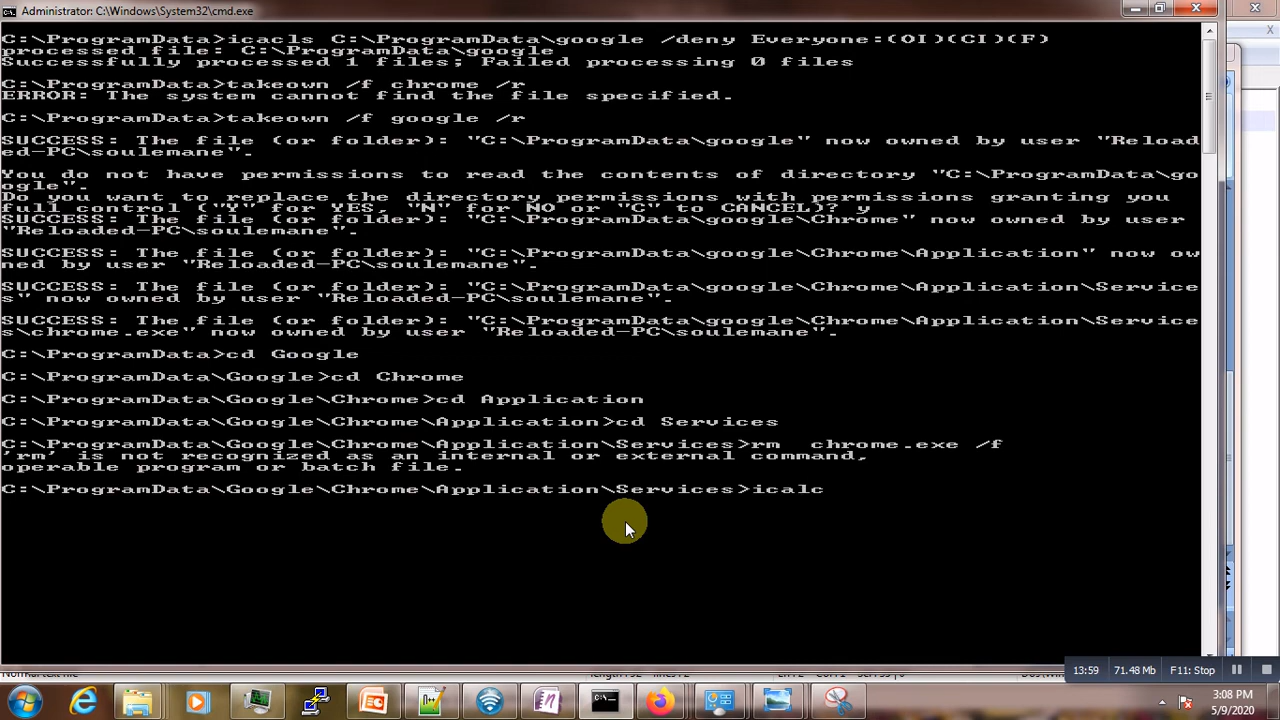 Administrator: C:\Windows\System32\cmd.exe
C:\ProgramData>icacls C:\ProgramData\google /deny Everyone:(OI)(CI)(F)
processed file: C:\ProgramData\google
Successfully processed 1 files; Failed processing 0 files
C:\ProgramData>takeown /f chrome /r
ERROR: The system cannot find the file specified.
C:\ProgramData>takeown /f google /r
SUCCESS: The file (or folder): "C:\ProgramData\google" now owned by user "Reload
ed-PC\soulemane".
You do not have permissions to read the contents of directory "C:\ProgramData\go
ogle".
Do you want to replace the directory permissions with permissions granting you
full control ("Y" for YES, "N" for NO or "C" to CANCEL)? y
SUCCESS: The file (or folder): "C:\ProgramData\google\Chrome" now owned by user
"Reloaded-PC\soulemane".
SUCCESS: The file (or folder): "C:\ProgramData\google\Chrome\Application" now ow
ned by user "Reloaded-PC\soulemane".
SUCCESS: The file (or folder): "C:\ProgramData\google\Chrome\Application\Service
s" now owned by user "Reloaded-PC\soulemane".
SUCCESS: The file (or folder): "C:\ProgramData\google\Chrome\Application\Service
s\chrome.exe" now owned by user "Reloaded-PC\soulemane".
C:\ProgramData>cd Google
C:\ProgramData\Google>cd Chrome
C:\ProgramData\Google\Chrome>cd Application
C:\ProgramData\Google\Chrome\Application>cd Services
C:\ProgramData\Google\Chrome\Application\Services>rm  chrome.exe /f
'rm' is not recognized as an internal or external command,
operable program or batch file.
C:\ProgramData\Google\Chrome\Application\Services>icalc
13:59 71.48 Mb F11: Stop
3:08 PM
5/9/2020